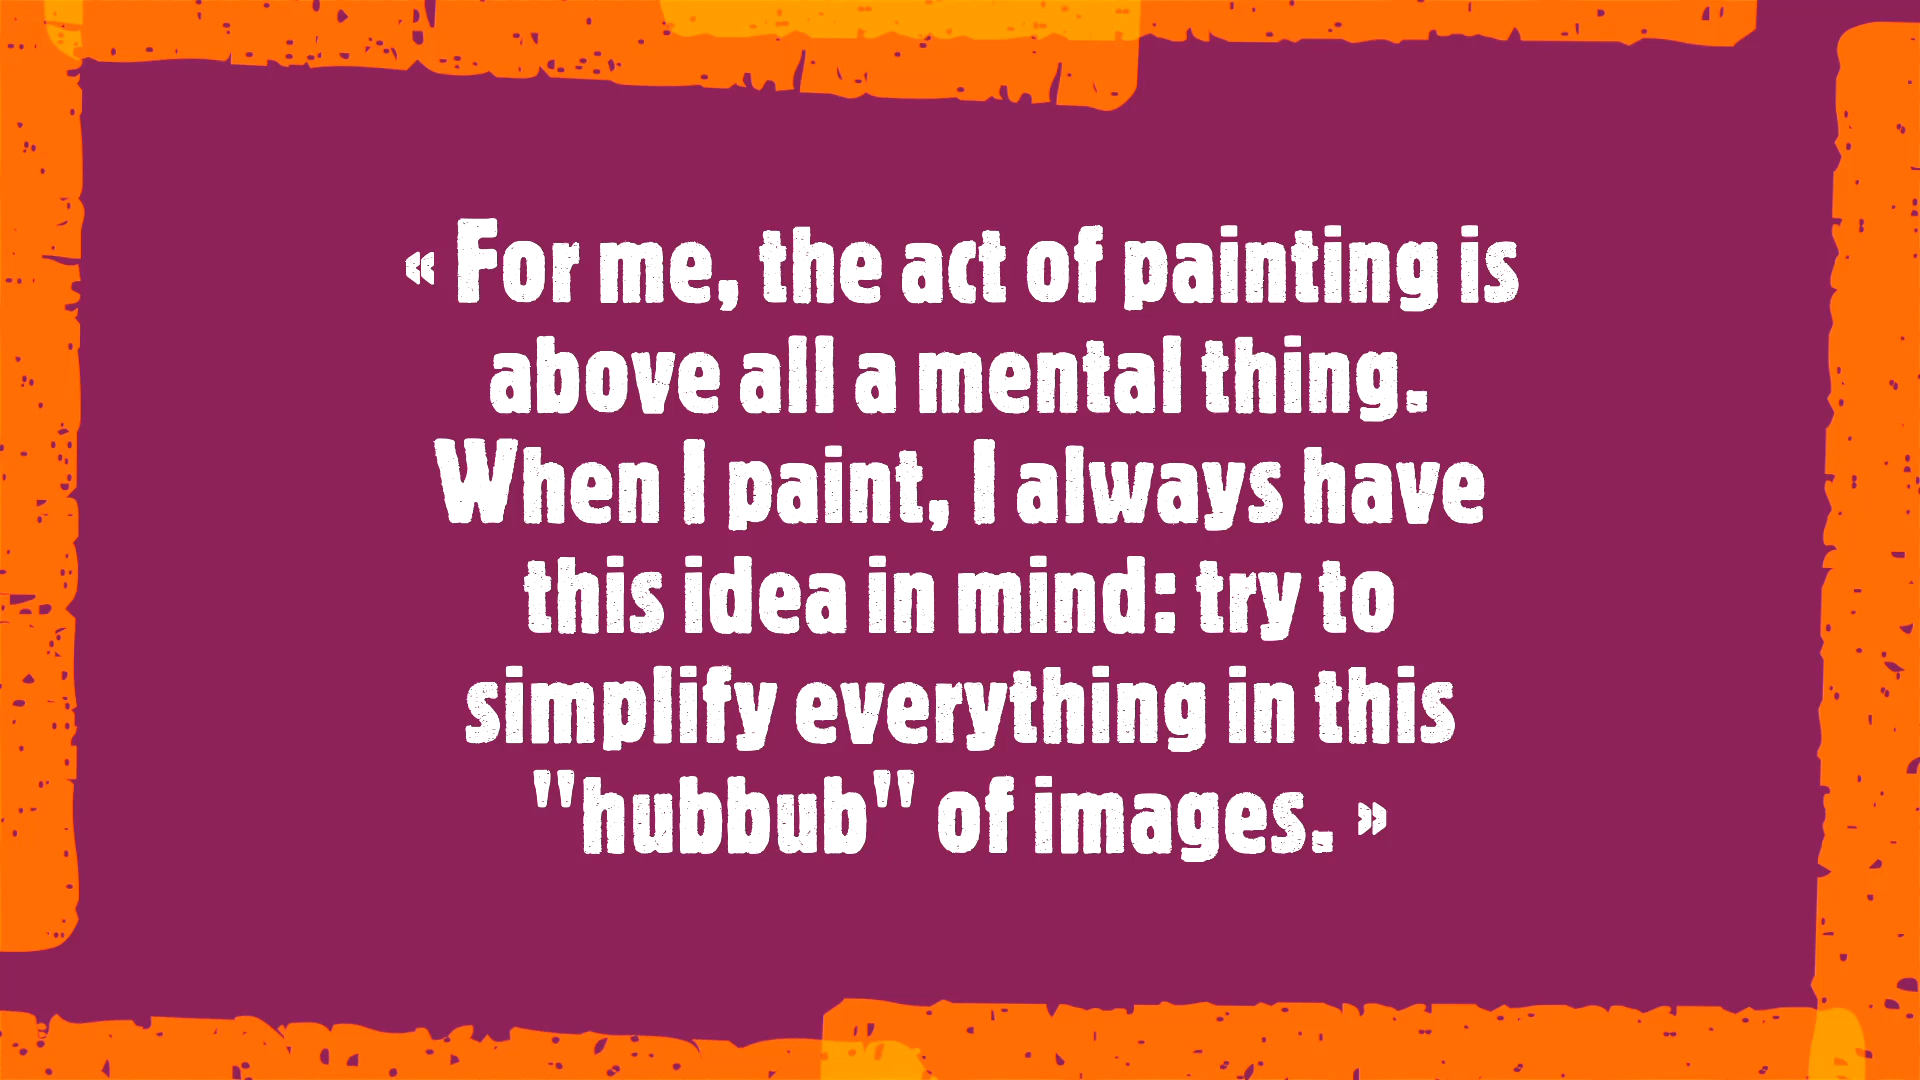 « For me, the act of painting is
above all a mental thing.
When I paint, I always have
this idea in mind: try to
simplify everything in this
"hubbub" of images. »